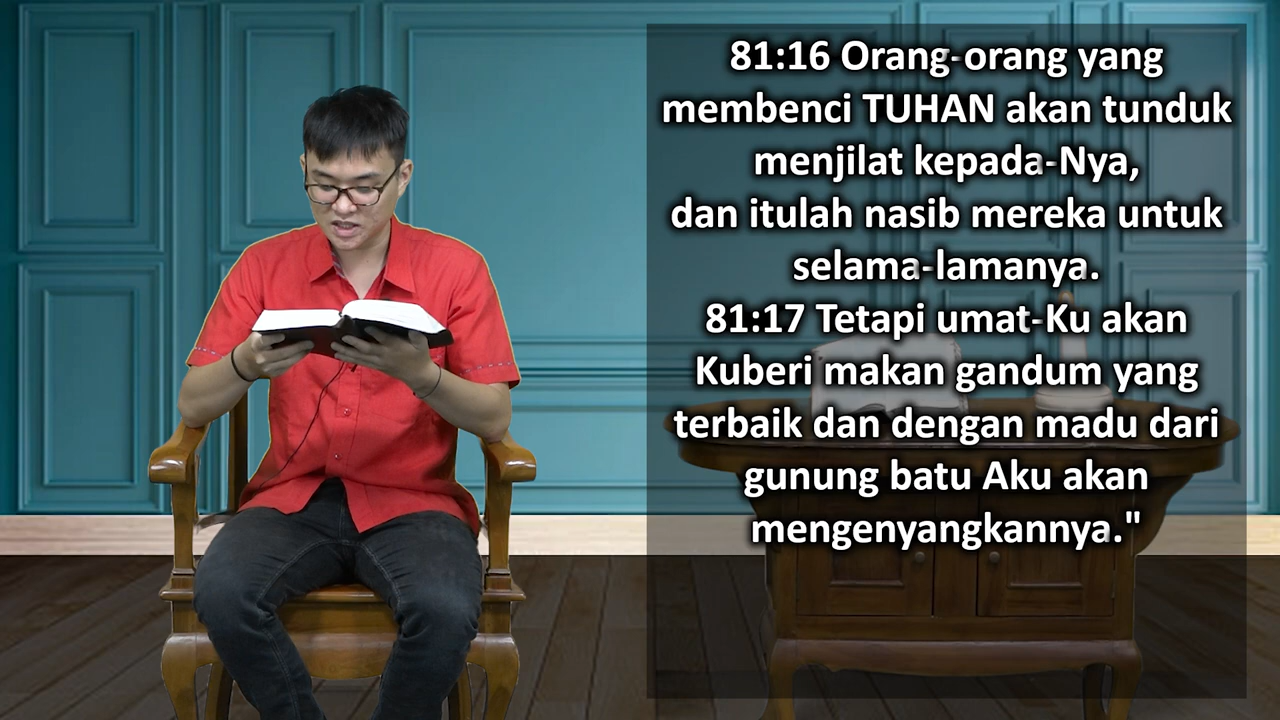 81:16 Orang-orang yang
membenci TUHAN akan tunduk
menjilat kepada-Nya,
dan itulah nasib mereka untuk
selama-lamanya.
81:17 Tetapi umat-Ku akan
Kuberi makan gandum yang
terbaik dan dengan madu dari
gunung batu Aku akan
mengenyangkannya."